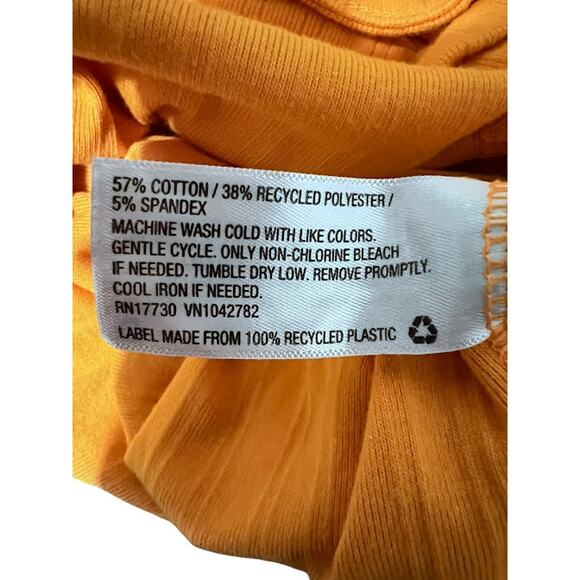 57% COTTON / 38% RECYCLED POLYESTER /
5% SPANDEX
MACHINE WASH COLD WITH LIKE COLORS.
GENTLE CYCLE. ONLY NON-CHLORINE BLEACH
IF NEEDED. TUMBLE DRY LOW. REMOVE PROMPTLY.
COOL IRON IF NEEDED.
RN17730 VN1042782
LABEL MADE FROM 100% RECYCLED PLASTIC